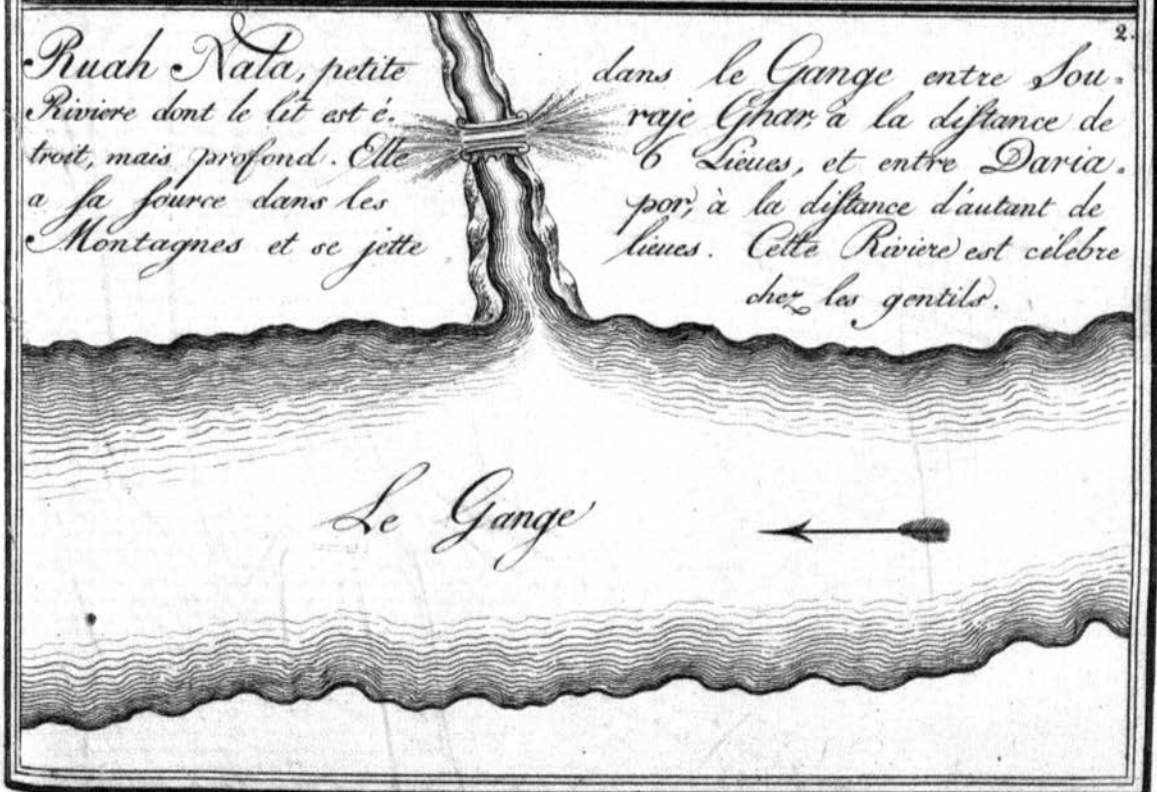 2.
Ruah Nala, petite
Riviere dont le lit est é.
troit, mais profond. Elle
a ſa ſource dans les
Montagnes et se jette
dans le Gange entre Sou-
raje Ghar, à la diſtance de
6 Lieues, et entre Daria-
por, à la diſtance d'autant de
lieues. Cette Riviere est célebre
chez les gentils.
Le Gange